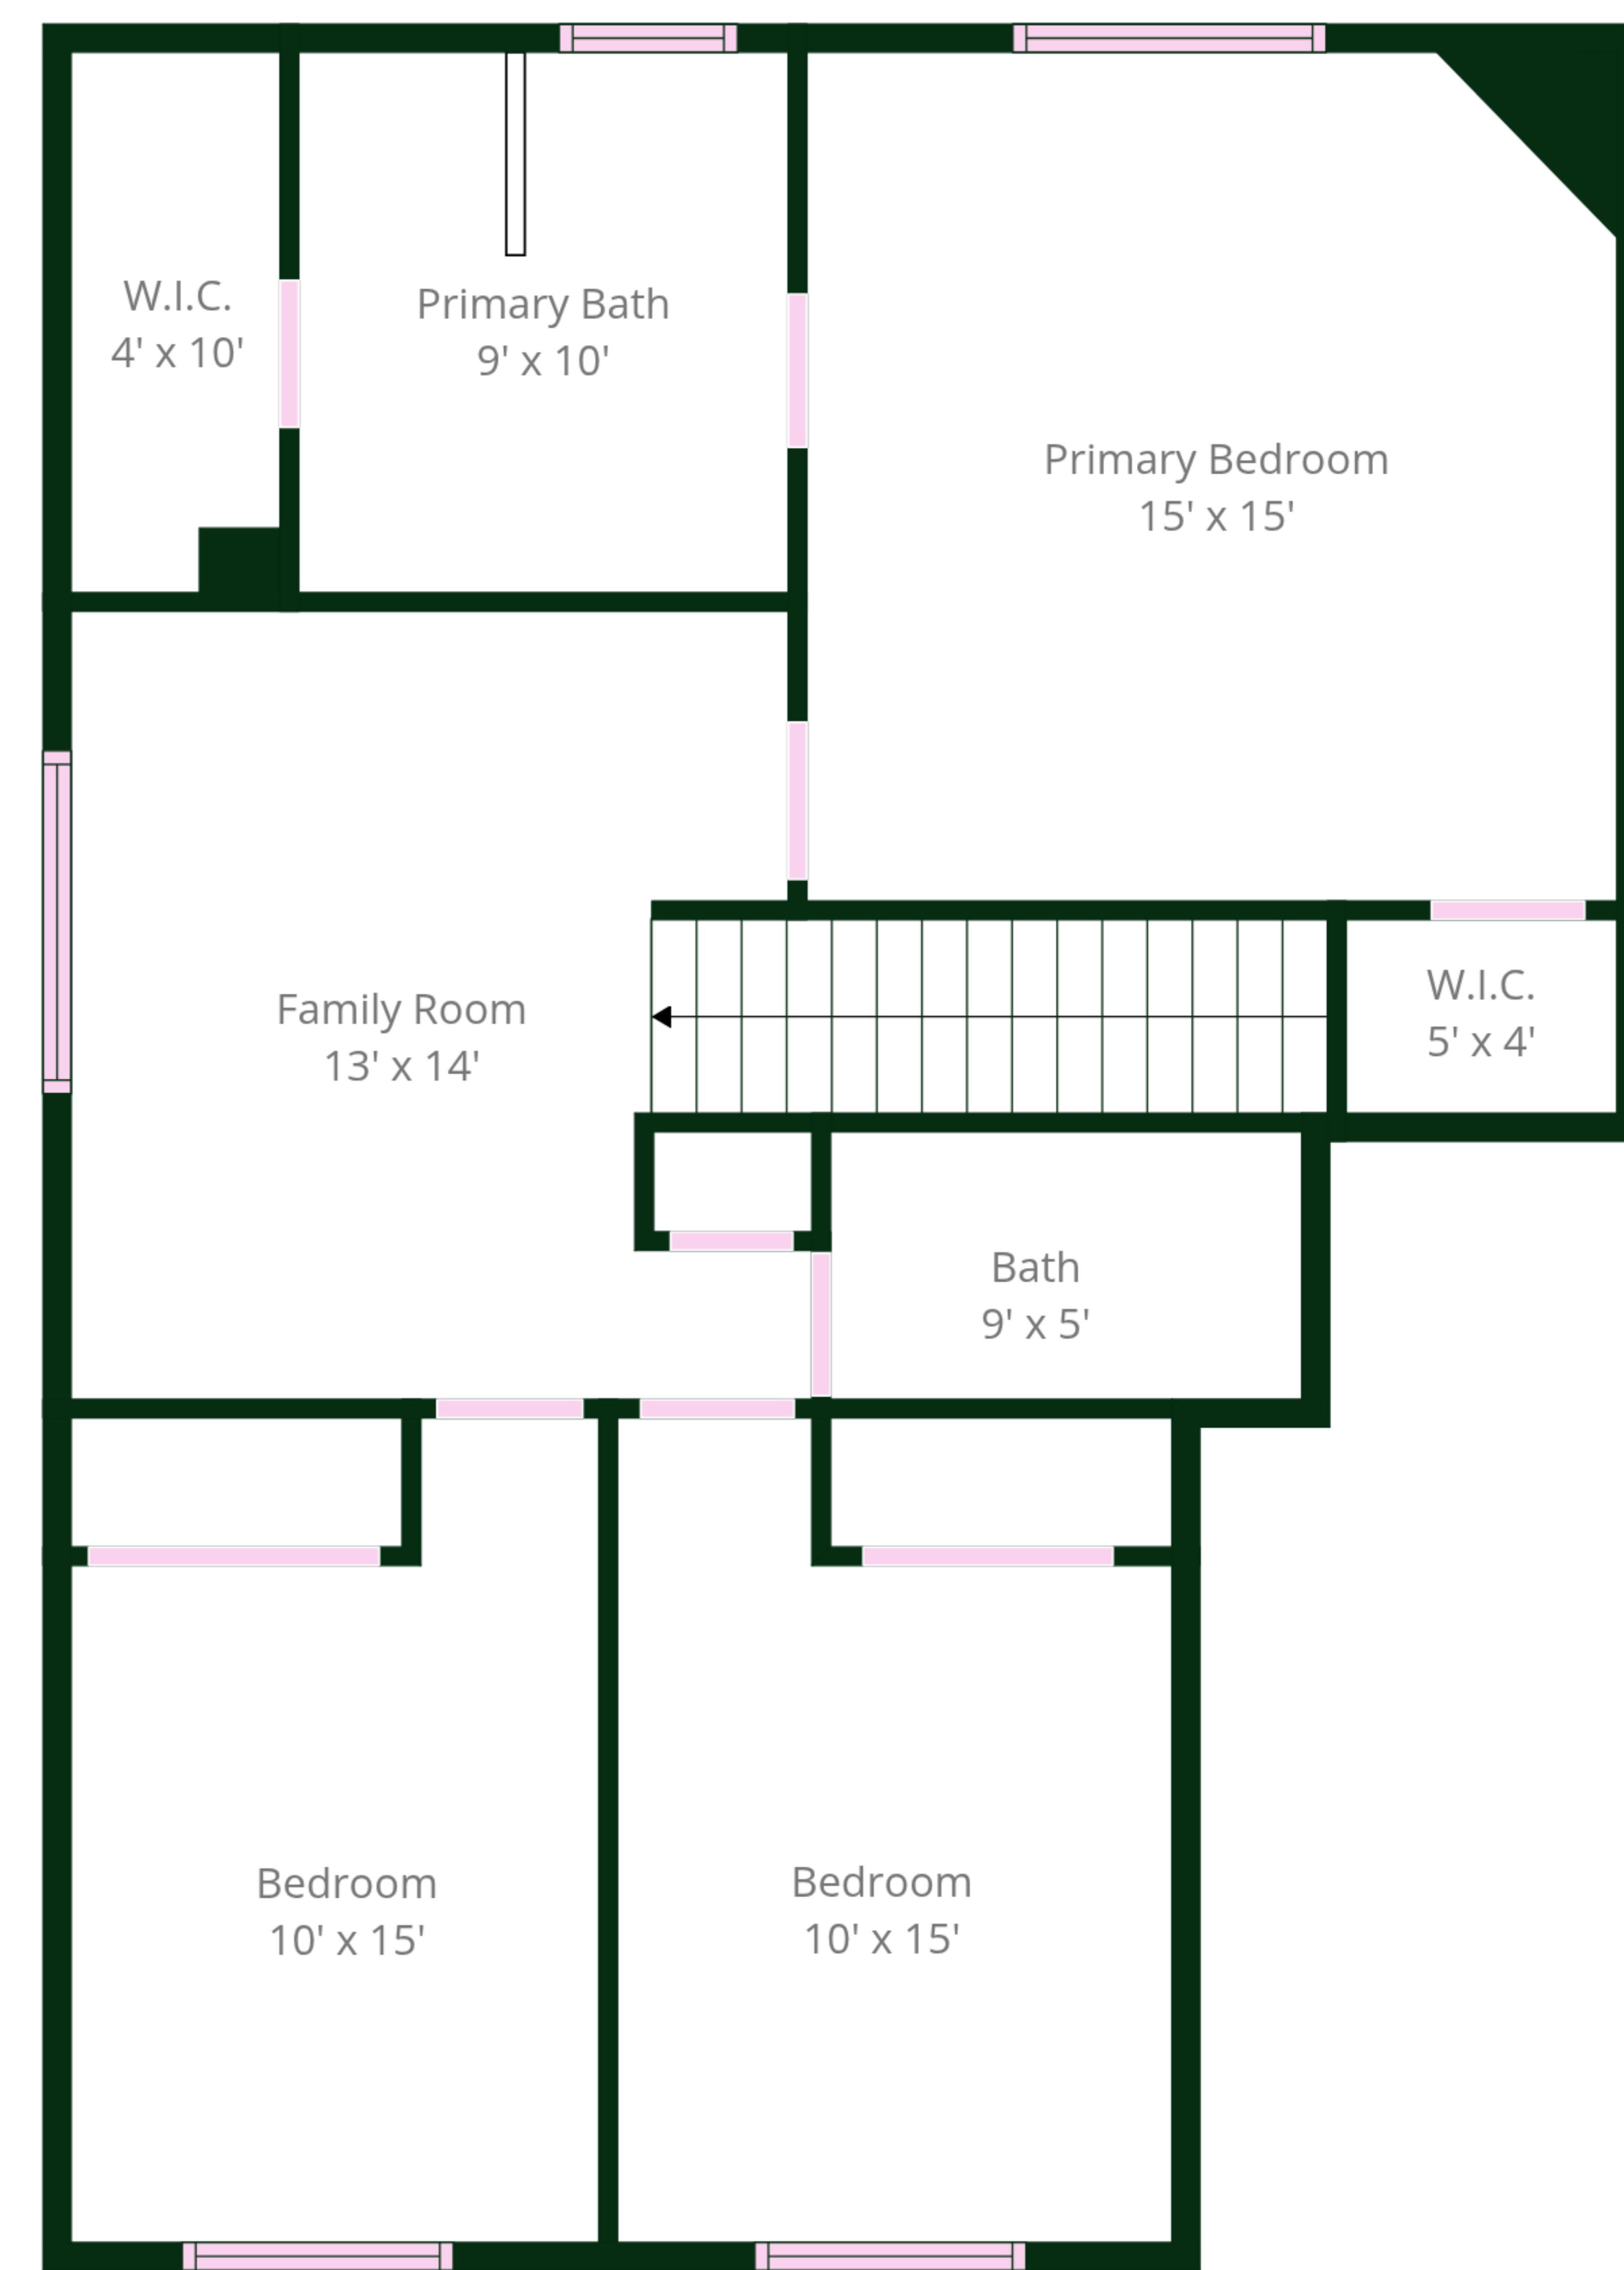 W.I.C.
4' x 10'
Primary Bath
9' x 10'
Primary Bedroom
15' x 15'
Family Room
13' x 14'
W.I.C.
5' x 4'
Bath
9' x 5'
Bedroom
10' x 15'
Bedroom
10' x 15'